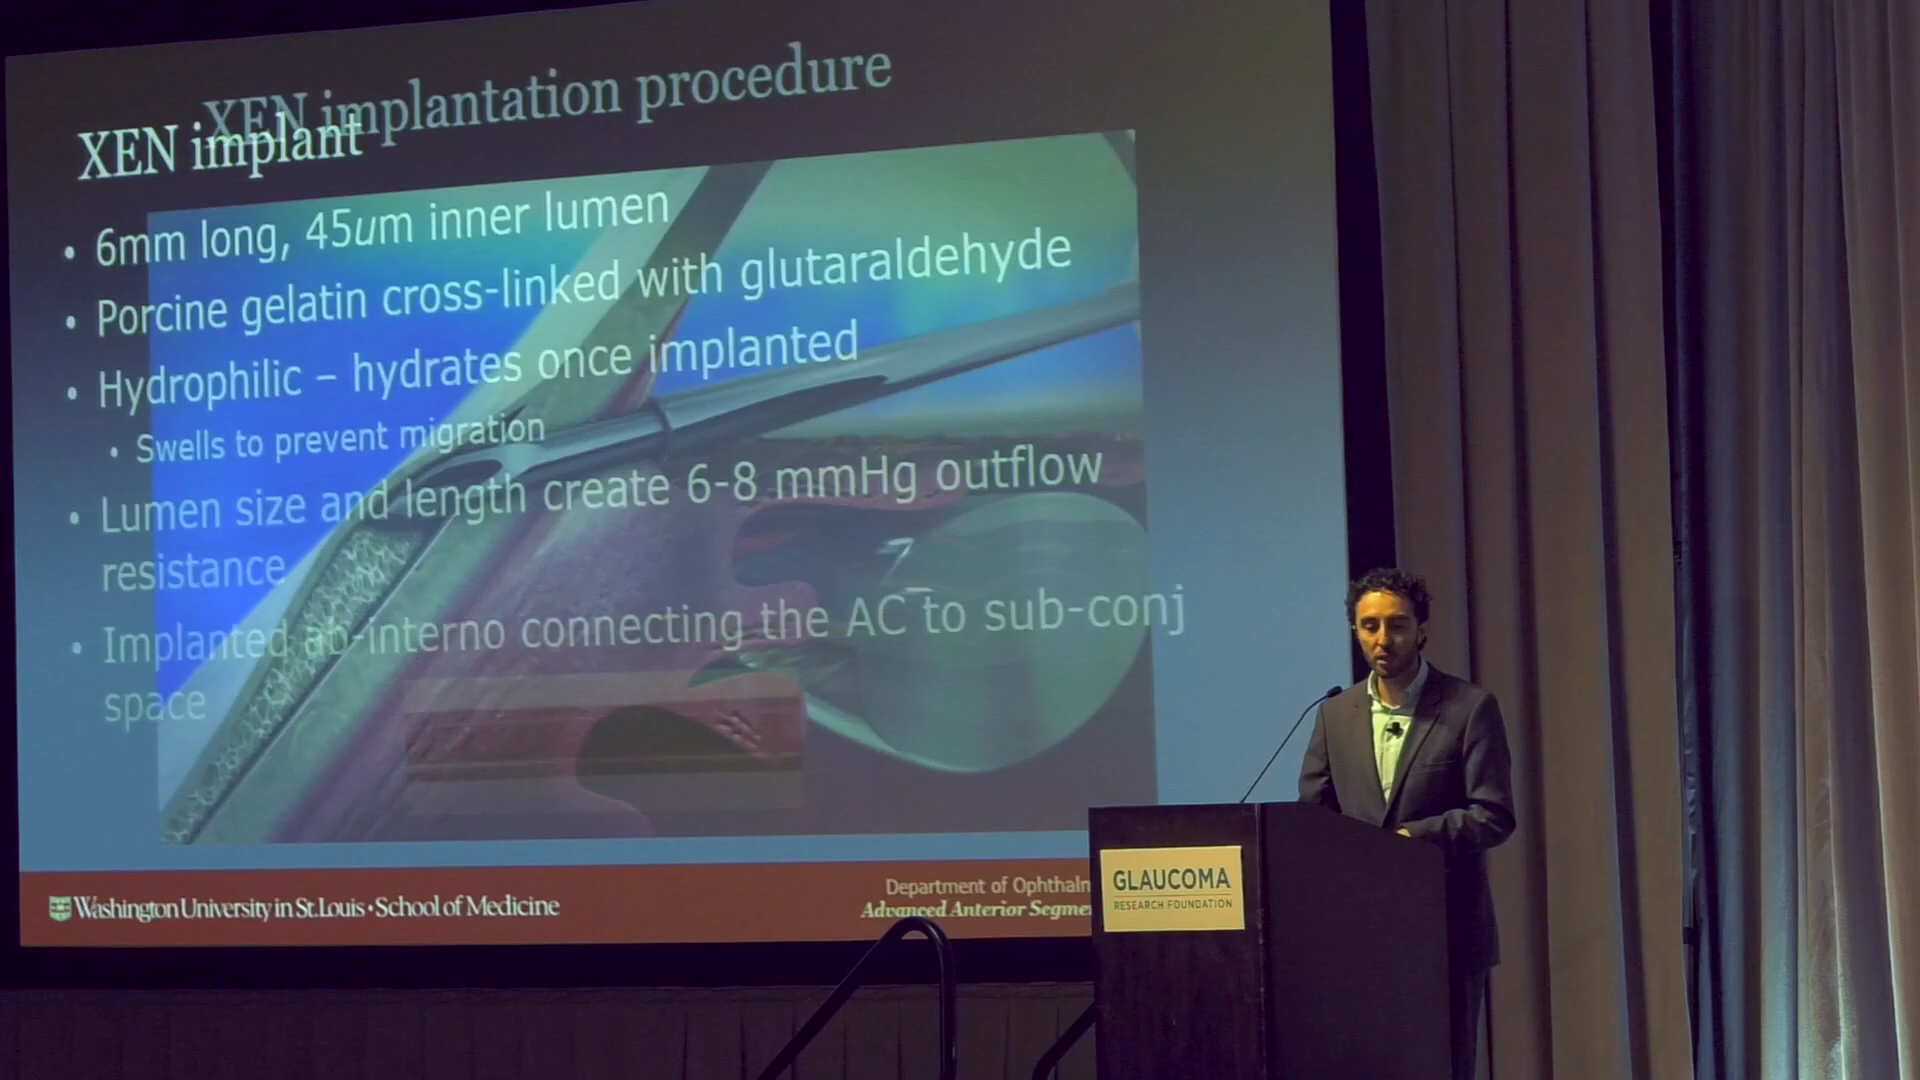 XEN implantation procedure
XEN implant
• 6mm long, 45um inner lumen
• Porcine gelatin cross-linked with glutaraldehyde
• Hydrophilic – hydrates once implanted
• Swells to prevent migration
• Lumen size and length create 6-8 mmHg outflow
resistance
• Implanted ab-interno connecting the AC to sub-conj
space
Washington University in St. Louis • School of Medicine
Department of Ophthaln
Advanced Anterior Segme
GLAUCOMA
RESEARCH FOUNDATION